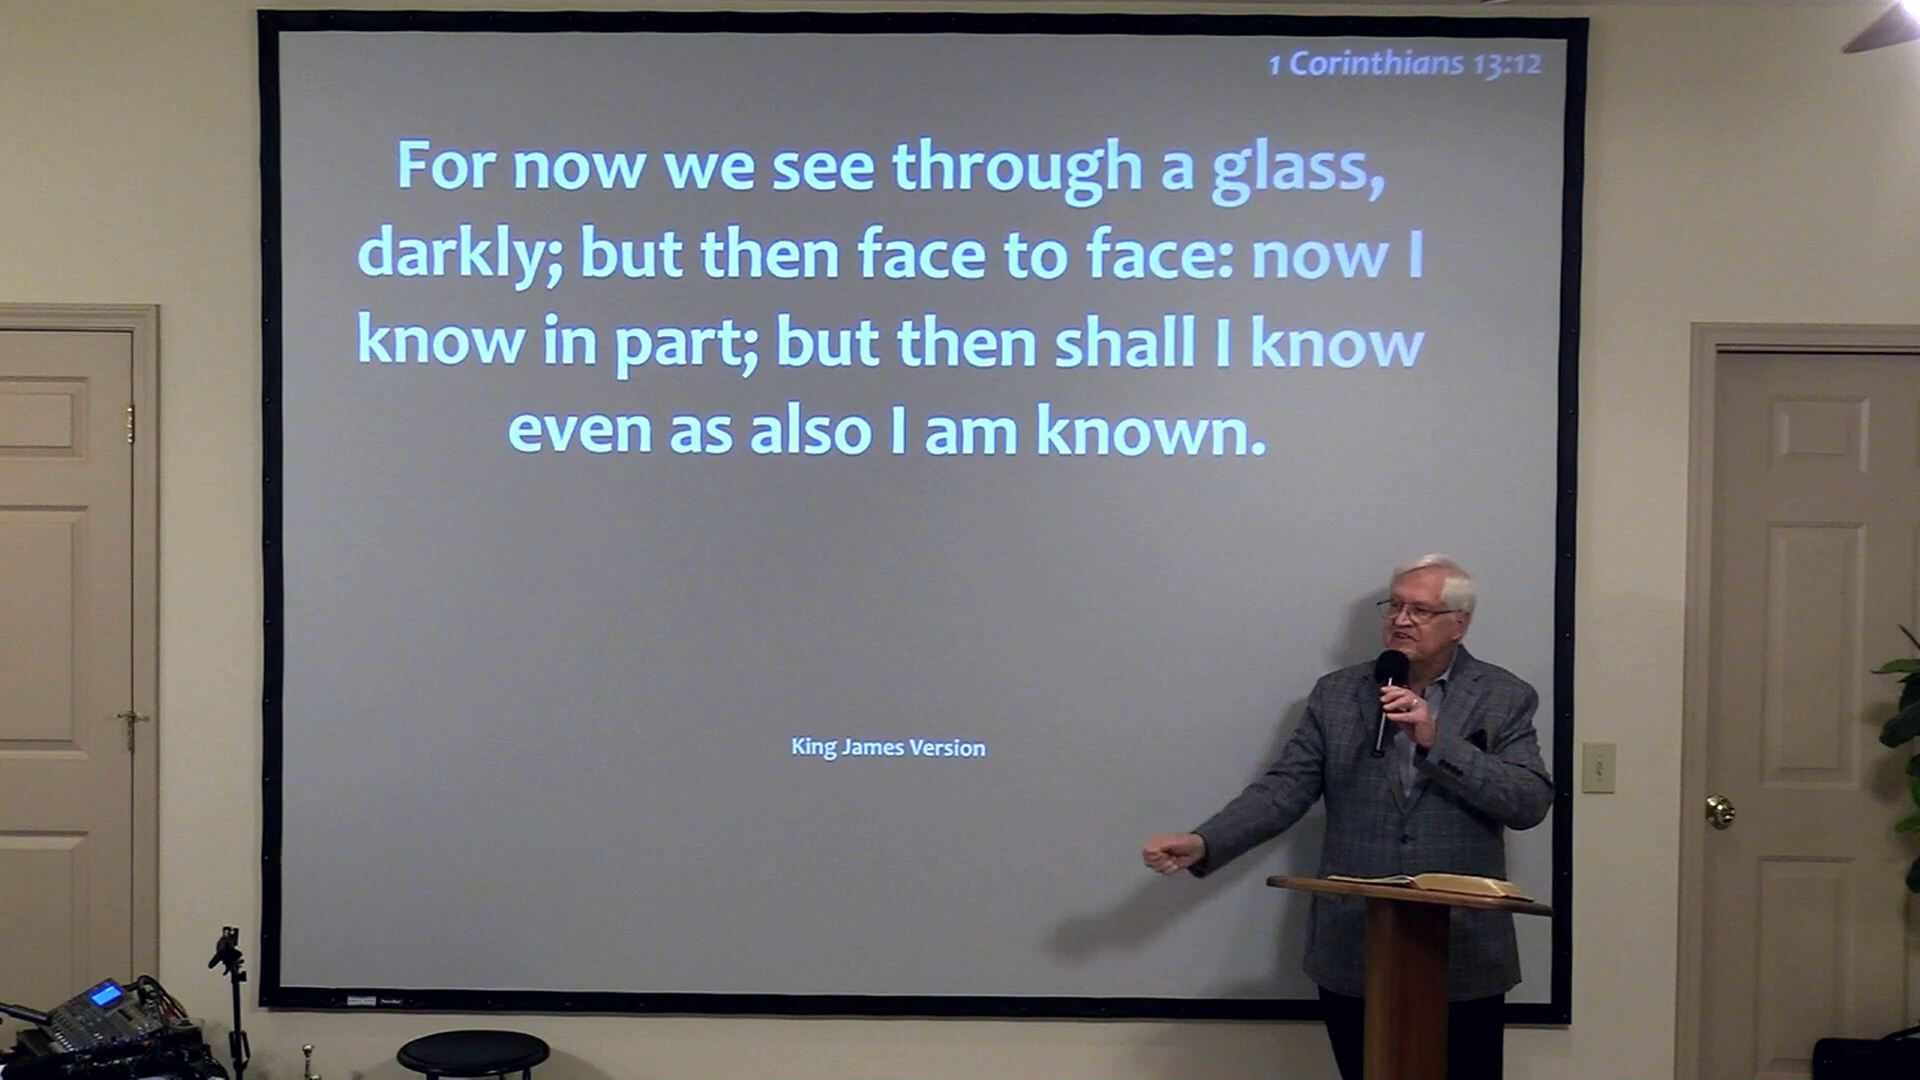 1 Corinthians 13:12
For now we see through a glass,
darkly; but then face to face: now I
know in part; but then shall I know
even as also I am known.
King James Version